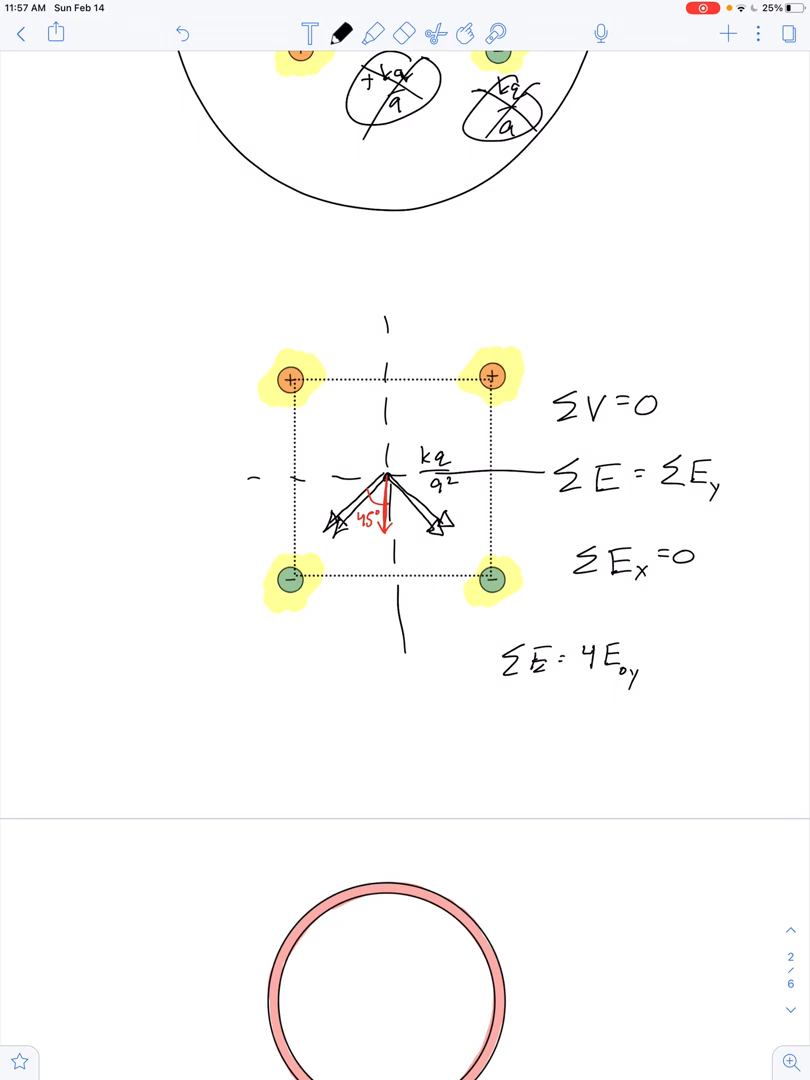 11:57 AM Sun Feb 14
25%
T
+ kq
a
- kq
a
+
+
ΣV = 0
kq
a²
ΣE = ΣEy
45°
ΣEx = 0
−
−
ΣE = 4E₀y
2
/
6